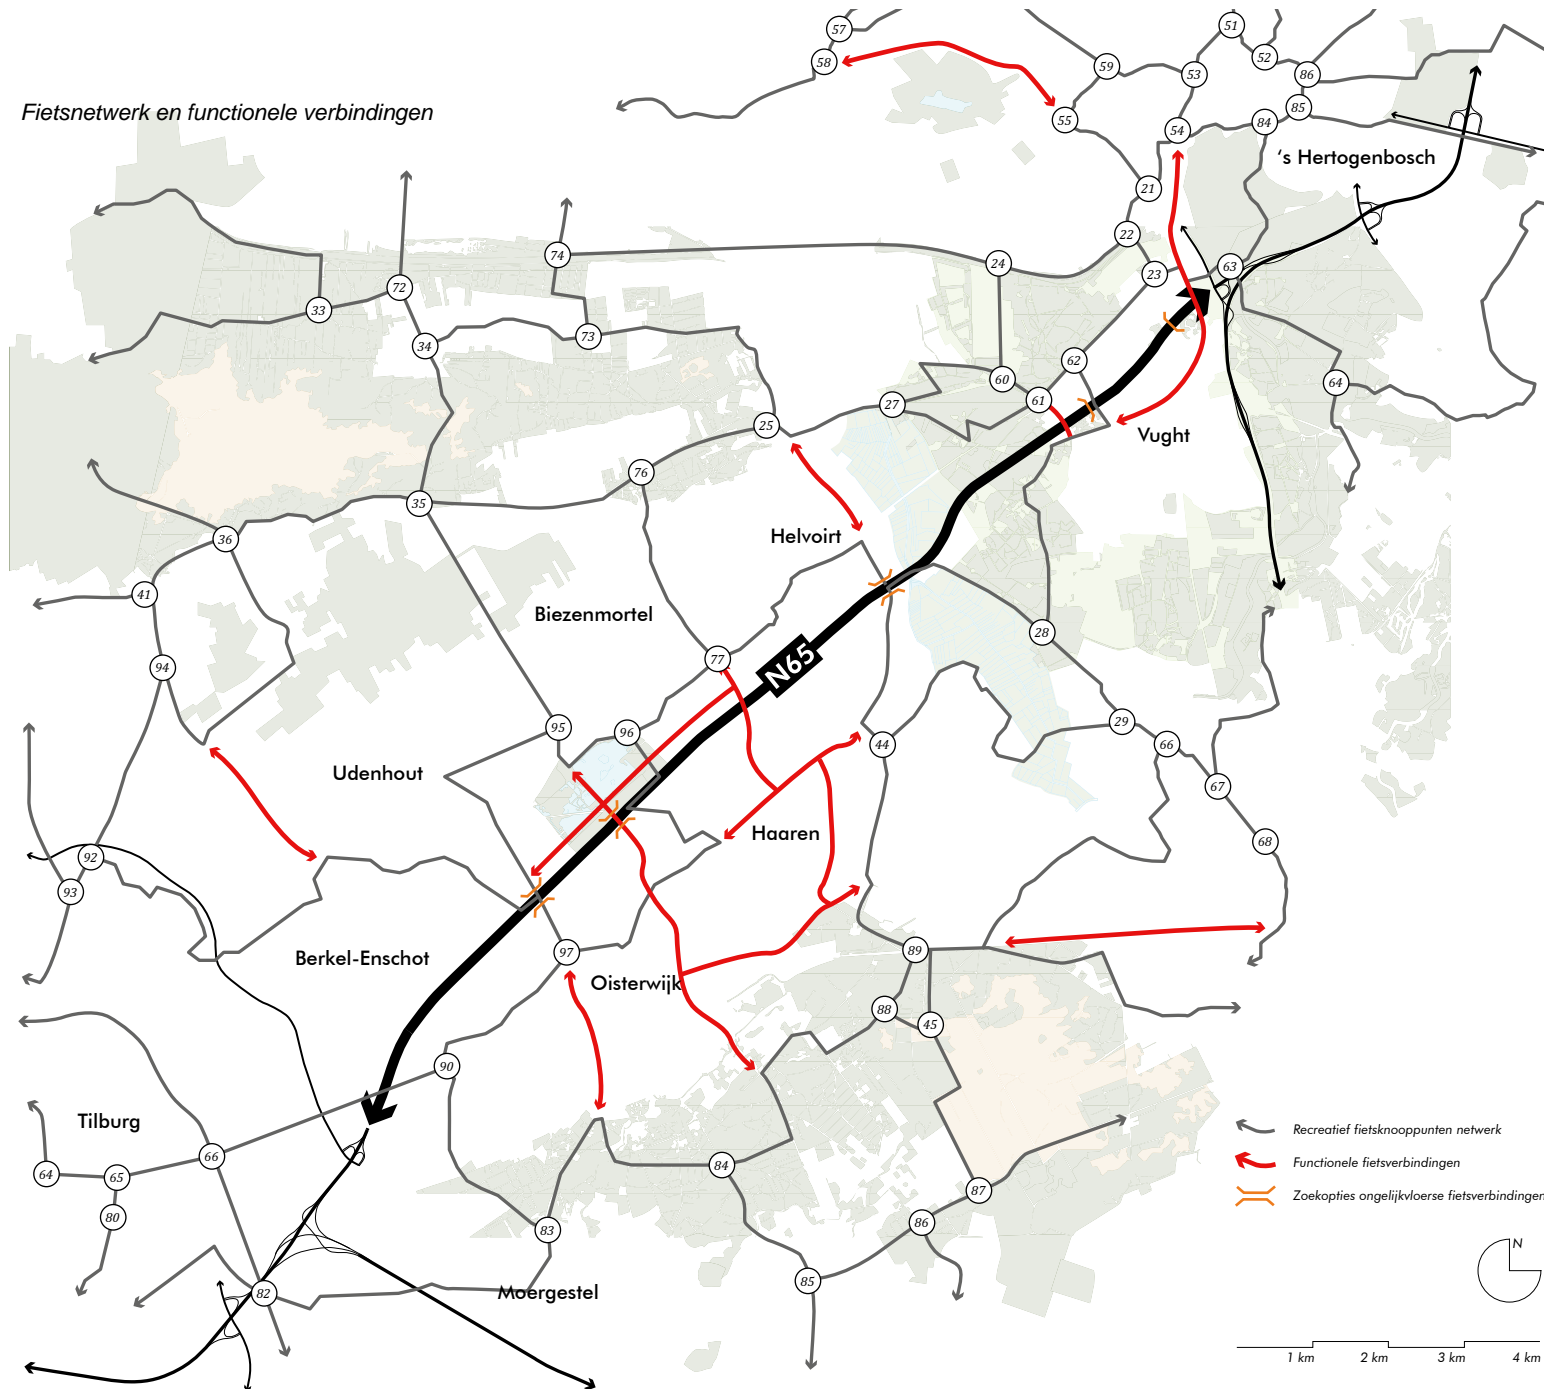 57
51
58
59
52
53
86
Fietsnetwerk en functionele verbindingen
55
85
54
84
's Hertogenbosch
21
22
74
24
63
23
72
33
73
34
62
60
64
61
27
25
Vught
76
35
Helvoirt
36
41
Biezenmortel
28
77
94
N65
29
95
96
44
66
Udenhout
67
Haaren
68
92
93
89
97
Berkel-Enschot
Oisterwijk
88
45
90
Tilburg
Recreatief fietsknooppunten netwerk
66
Functionele fietsverbindingen
84
64
65
87
Zoekopties ongelijkvloerse fietsverbindingen
80
86
83
N
85
Moergestel
82
1 km
2 km
3 km
4 km